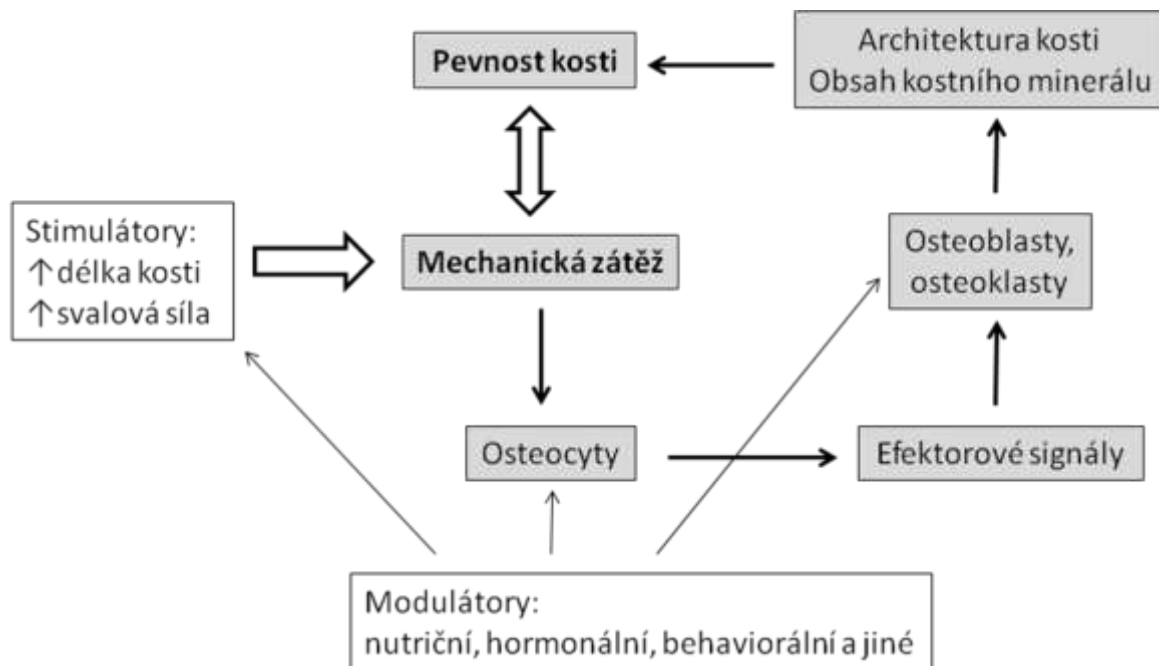 Pevnost kosti
Architektura kosti
Obsah kostního minerálu
Stimulátory:
↑délka kosti
↑svalová síla
Mechanická zátěž
Osteoblasty,
osteoklasty
Osteocyty
Efektorové signály
Modulátory:
nutriční, hormonální, behaviorální a jiné